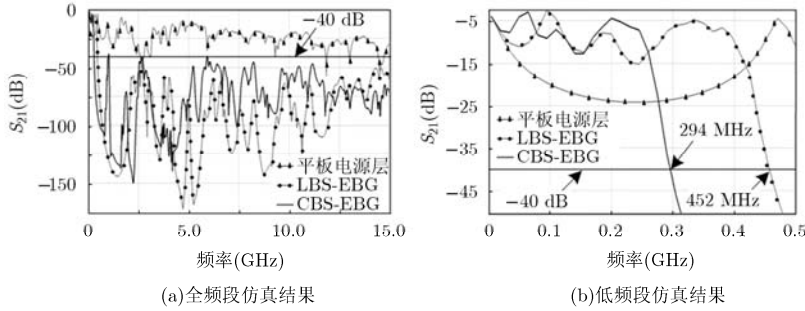 0
−50
−100
−150
S21(dB)
−40 dB
平板电源层
LBS-EBG
CBS-EBG
0
5.0
10.0
15.0
频率(GHz)
(a)全频段仿真结果
−5
−15
−24
−35
−45
S21(dB)
平板电源层
LBS-EBG
CBS-EBG
294 MHz
−40 dB
452 MHz
0
0.1
0.2
0.3
0.4
0.5
频率(GHz)
(b)低频段仿真结果